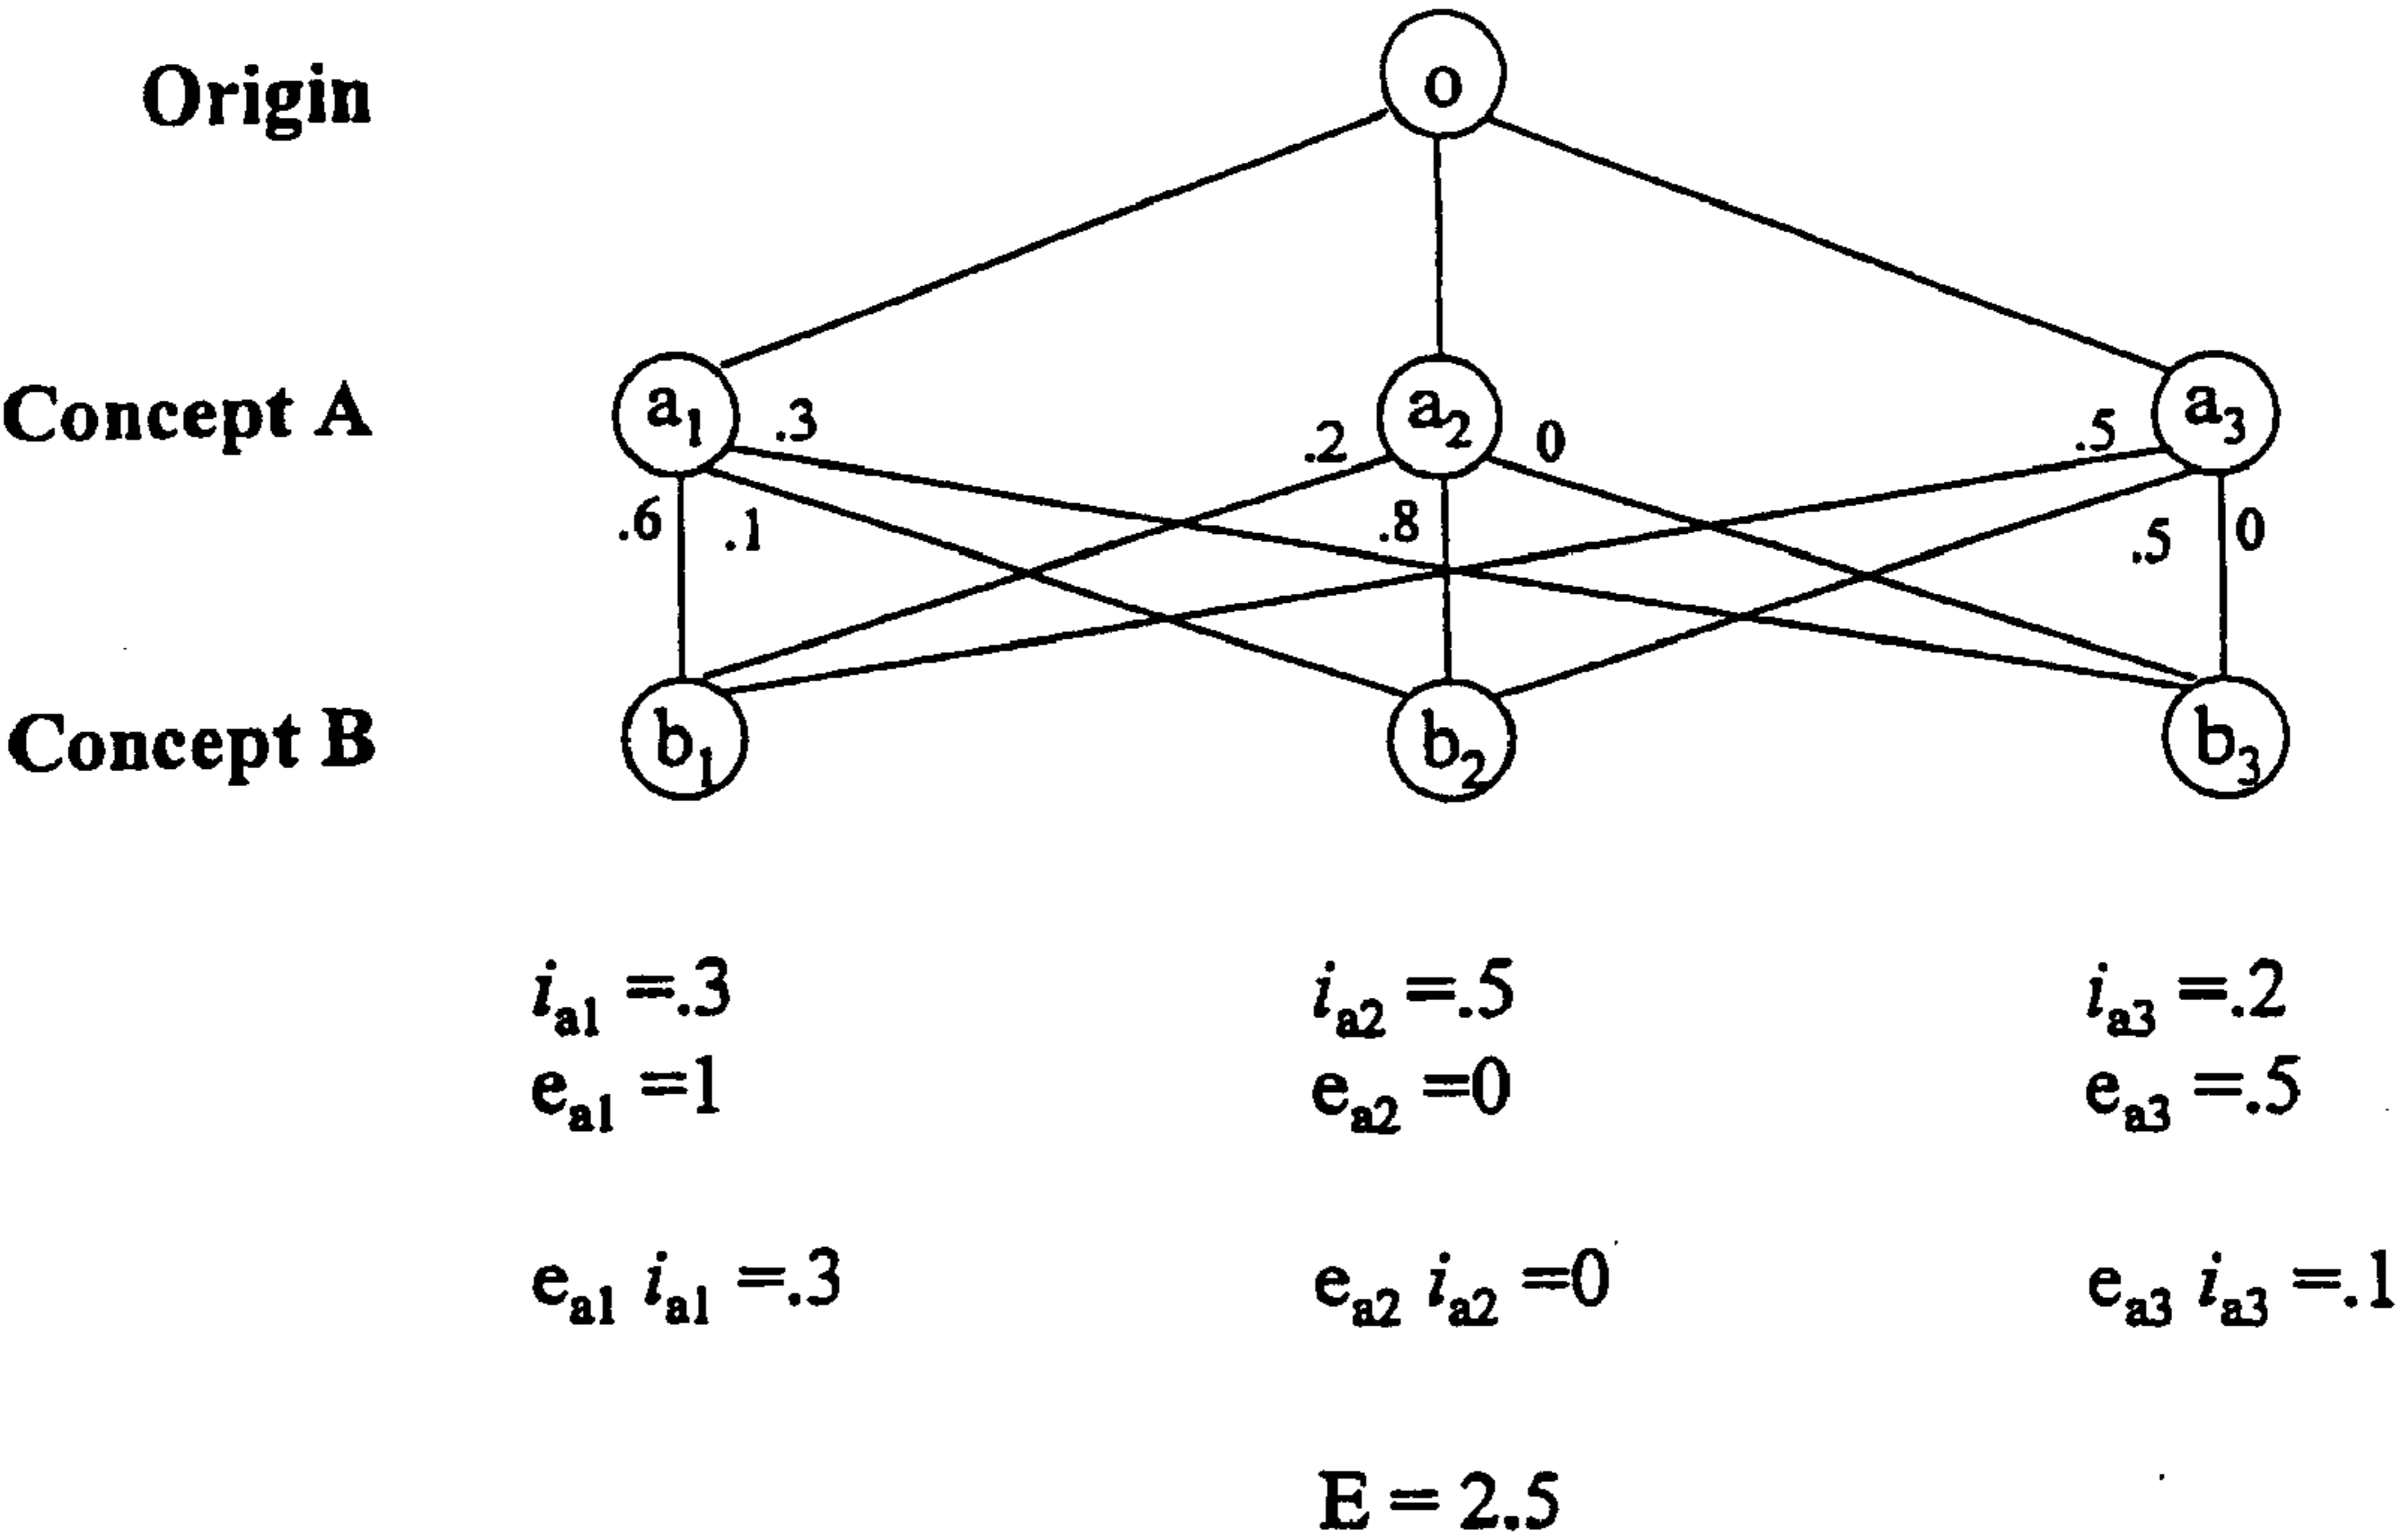 Origin
o
Concept A
a1 .3 .2 a2 0 .5 a3
.6 .1 .8 .5 0
Concept B
b1 b2 b3
ia1 =.3 ia2 =.5 ia3 =.2
ea1 =1 ea2 =0 ea3 =.5
ea1 ia1 =.3 ea2 ia2 =0 ea3 ia3 =.1
E = 2.5